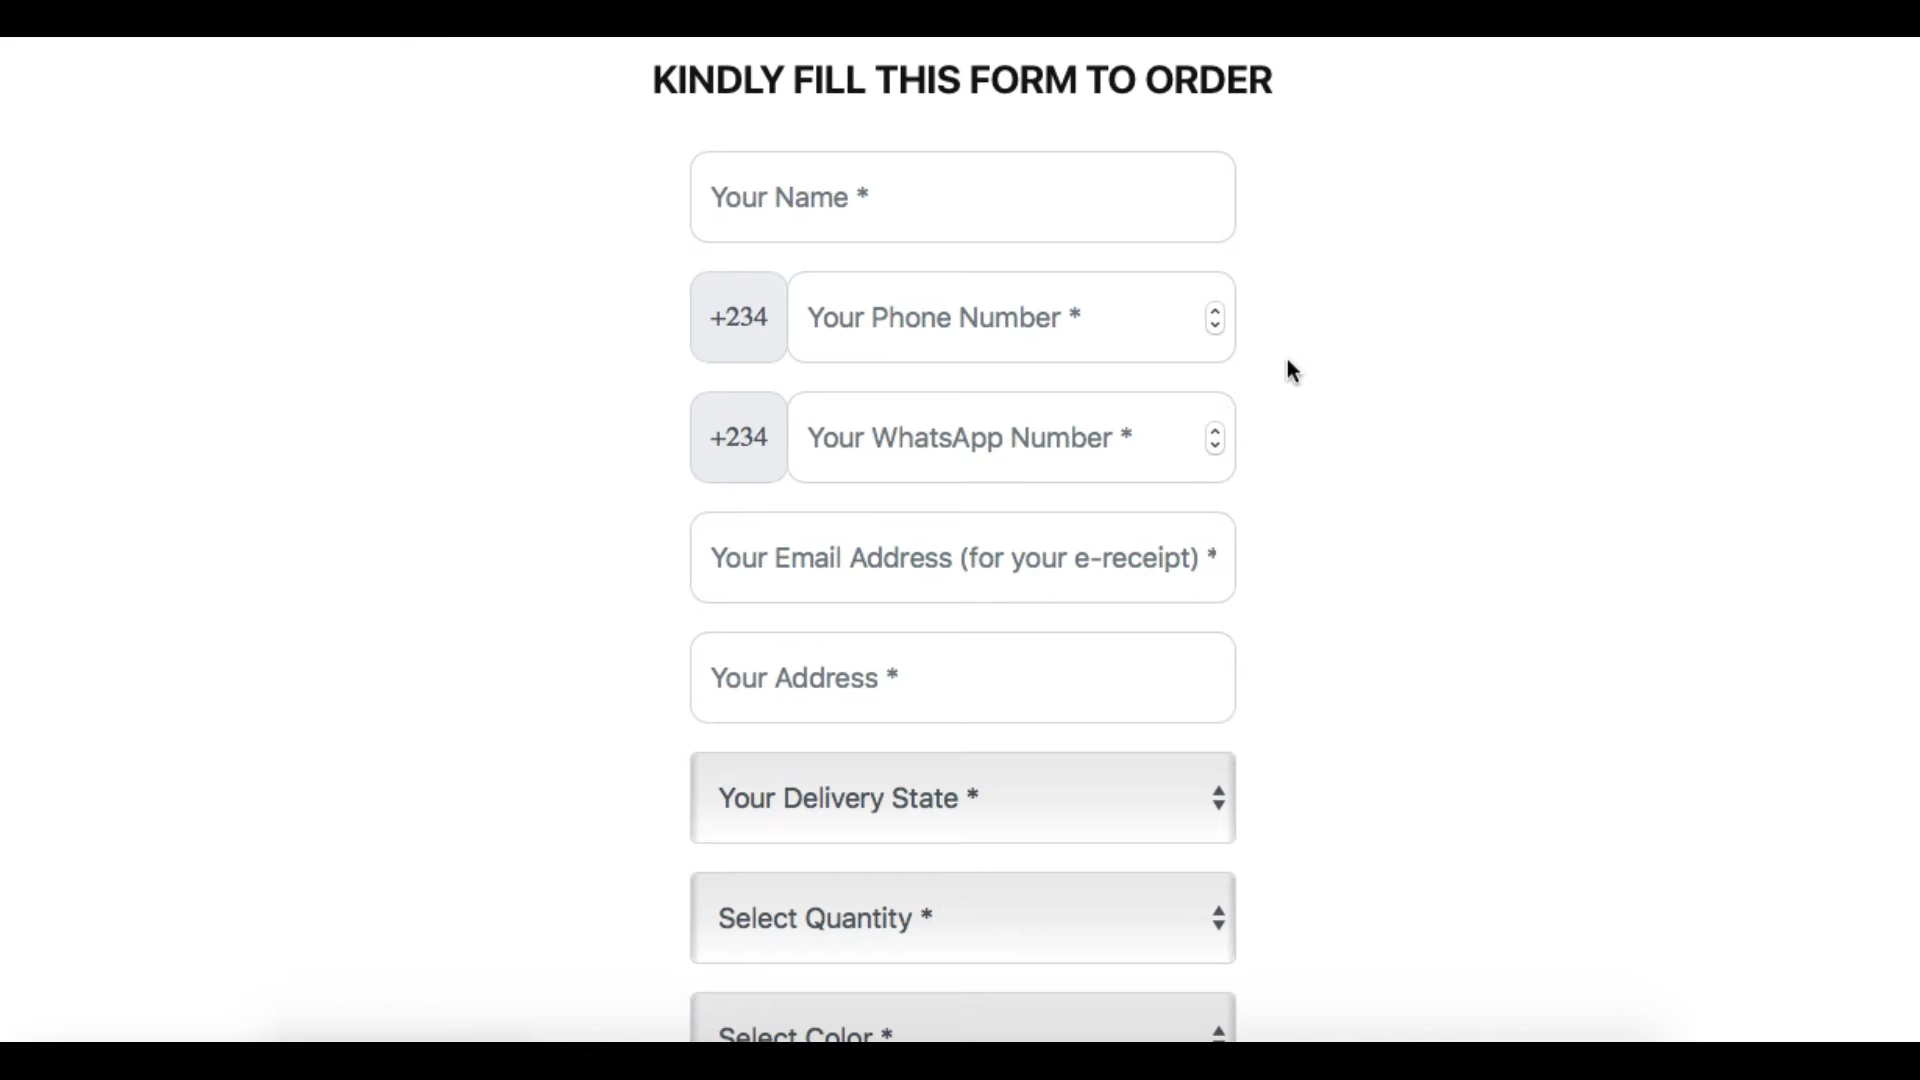 KINDLY FILL THIS FORM TO ORDER
Your Name *
+234 Your Phone Number *
+234 Your WhatsApp Number *
Your Email Address (for your e-receipt) *
Your Address *
Your Delivery State *
Select Quantity *
Select Color *